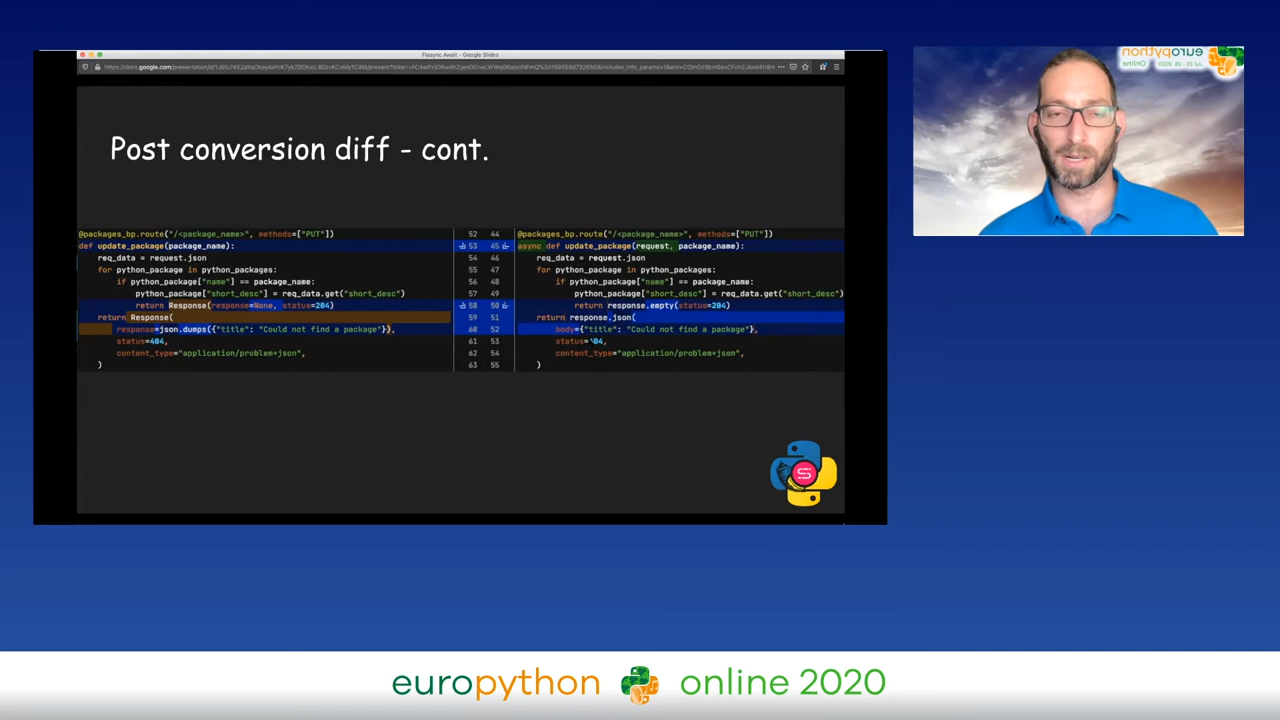 Flasync Await - Google Slides
Post conversion diff - cont.
@packages_bp.route("/<package_name>", methods=["PUT"])
def update_package(package_name):
req_data = request.json
for python_package in python_packages:
if python_package["name"] == package_name:
python_package["short_desc"] = req_data.get("short_desc")
return Response(response=None, status=204)
return Response(
response=json.dumps({"title": "Could not find a package"}),
status=404,
content_type="application/problem+json",
)
52 44
53 45
54 46
55 47
56 48
57 49
58 50
59 51
60 52
61 53
62 54
63 55
@packages_bp.route("/<package_name>", methods=["PUT"])
async def update_package(request, package_name):
req_data = request.json
for python_package in python_packages:
if python_package["name"] == package_name:
python_package["short_desc"] = req_data.get("short_desc")
return response.empty(status=204)
return response.json(
body={"title": "Could not find a package"},
status=404,
content_type="application/problem+json",
)
S
europython
Online
europython online 2020